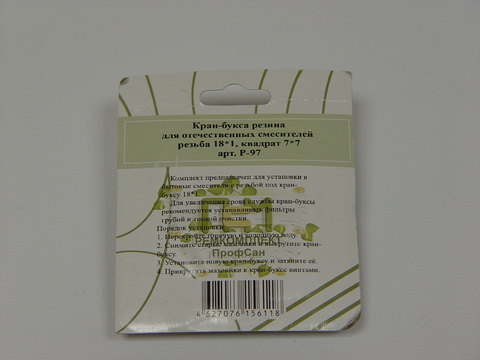 Кран-букса резина
для отечественных смесителей
резьба 18*1, квадрат 7*7
арт. Р-97
Комплект предназначен для установки в
бытовые смесители с резьбой под кран-
буксу 18*1.
Для увеличения срока службы кран-буксы
рекомендуется устанавливать фильтры
грубой и тонкой очистки.
Порядок установки:
1. Перекройте горячую и холодную воду.
РЕМКОМПЛЕКТ
2. Снимите старые маховики и выкрутите кран-
буксу.
ПрофСан
3. Установите новую кран-буксу и затяните её.
4. Прикрутить маховики к кран-буксе винтами.
4 627076 156118